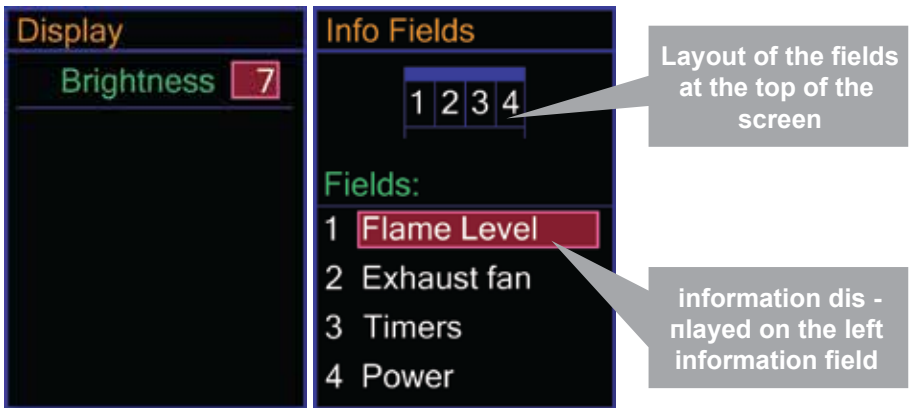 Display
Brightness 7
Info Fields
1 2 3 4
Fields:
1 Flame Level
2 Exhaust fan
3 Timers
4 Power
Layout of the fields
at the top of the
screen
information dis -
пlayed on the left
information field